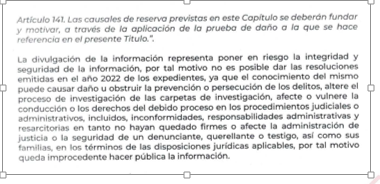 Artículo 141. Las causales de reserva previstas en este Capítulo se deberán fundar
y motivar, a través de la aplicación de la prueba de daño a la que se hace
referencia en el presente Título.".
La divulgación de la información representa poner en riesgo la integridad y
seguridad de la información, por tal motivo no es posible dar las resoluciones
emitidas en el año 2022 de los expedientes, ya que el conocimiento del mismo
puede causar daño u obstruir la prevención o persecución de los delitos, altere el
proceso de investigación de las carpetas de investigación, afecte o vulnere la
conducción o los derechos del debido proceso en los procedimientos judiciales o
administrativos, incluidos, inconformidades, responsabilidades administrativas y
resarcitorias en tanto no hayan quedado firmes o afecte la administración de
justicia o la seguridad de un denunciante, querellante o testigo, así como sus
familias, en los términos de las disposiciones jurídicas aplicables, por tal motivo
queda improcedente hacer pública la información.